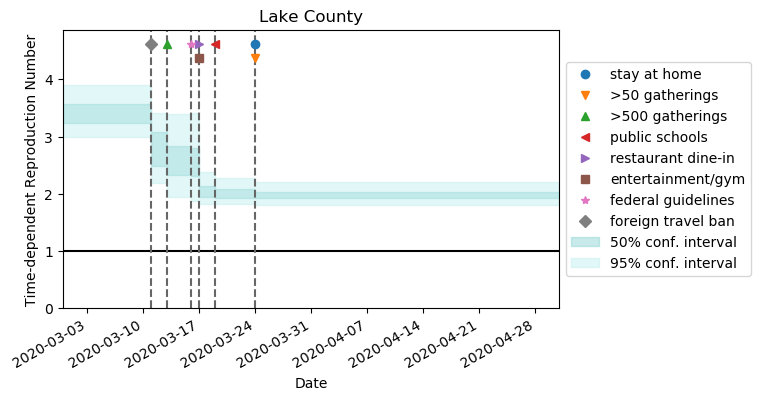 Lake County
Time-dependent Reproduction Number
4
3
2
1
0
2020-03-03
2020-03-10
2020-03-17
2020-03-24
2020-03-31
2020-04-07
2020-04-14
2020-04-21
2020-04-28
Date
stay at home
>50 gatherings
>500 gatherings
public schools
restaurant dine-in
entertainment/gym
federal guidelines
foreign travel ban
50% conf. interval
95% conf. interval